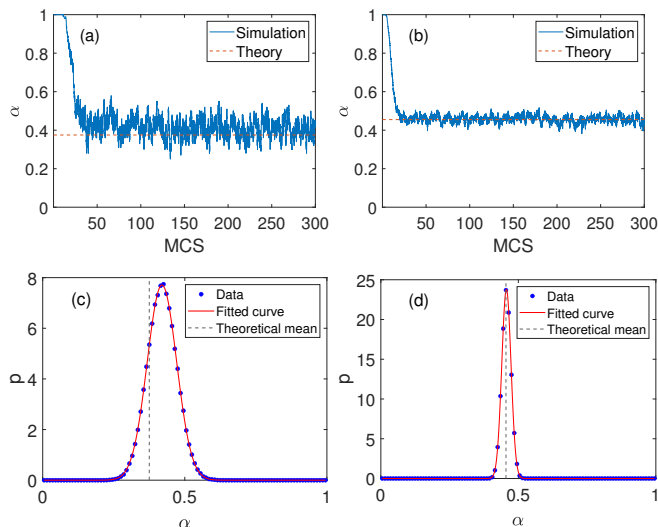 (a)
Simulation
Theory
α
1
0.8
0.6
0.4
0.2
0
50 100 150 200 250 300
MCS
(b)
Simulation
Theory
α
1
0.8
0.6
0.4
0.2
0
50 100 150 200 250 300
MCS
(c)
Data
Fitted curve
Theoretical mean
p
8
6
4
2
0
0 0.5 1
α
(d)
Data
Fitted curve
Theoretical mean
p
25
20
15
10
5
0
0 0.5 1
α